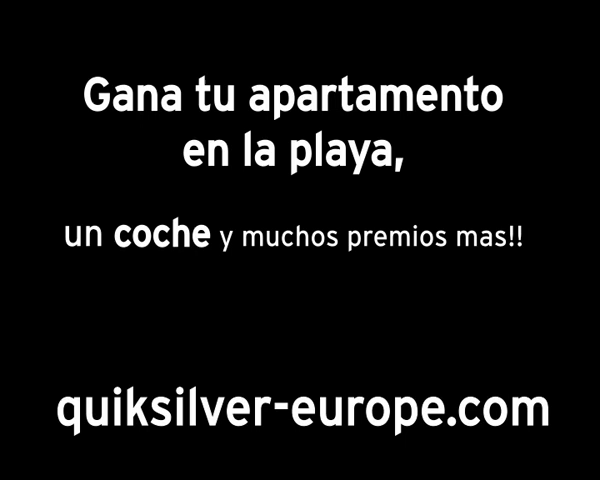 Gana tu apartamento
en la playa,
un coche y muchos premios mas!!
quiksilver-europe.com